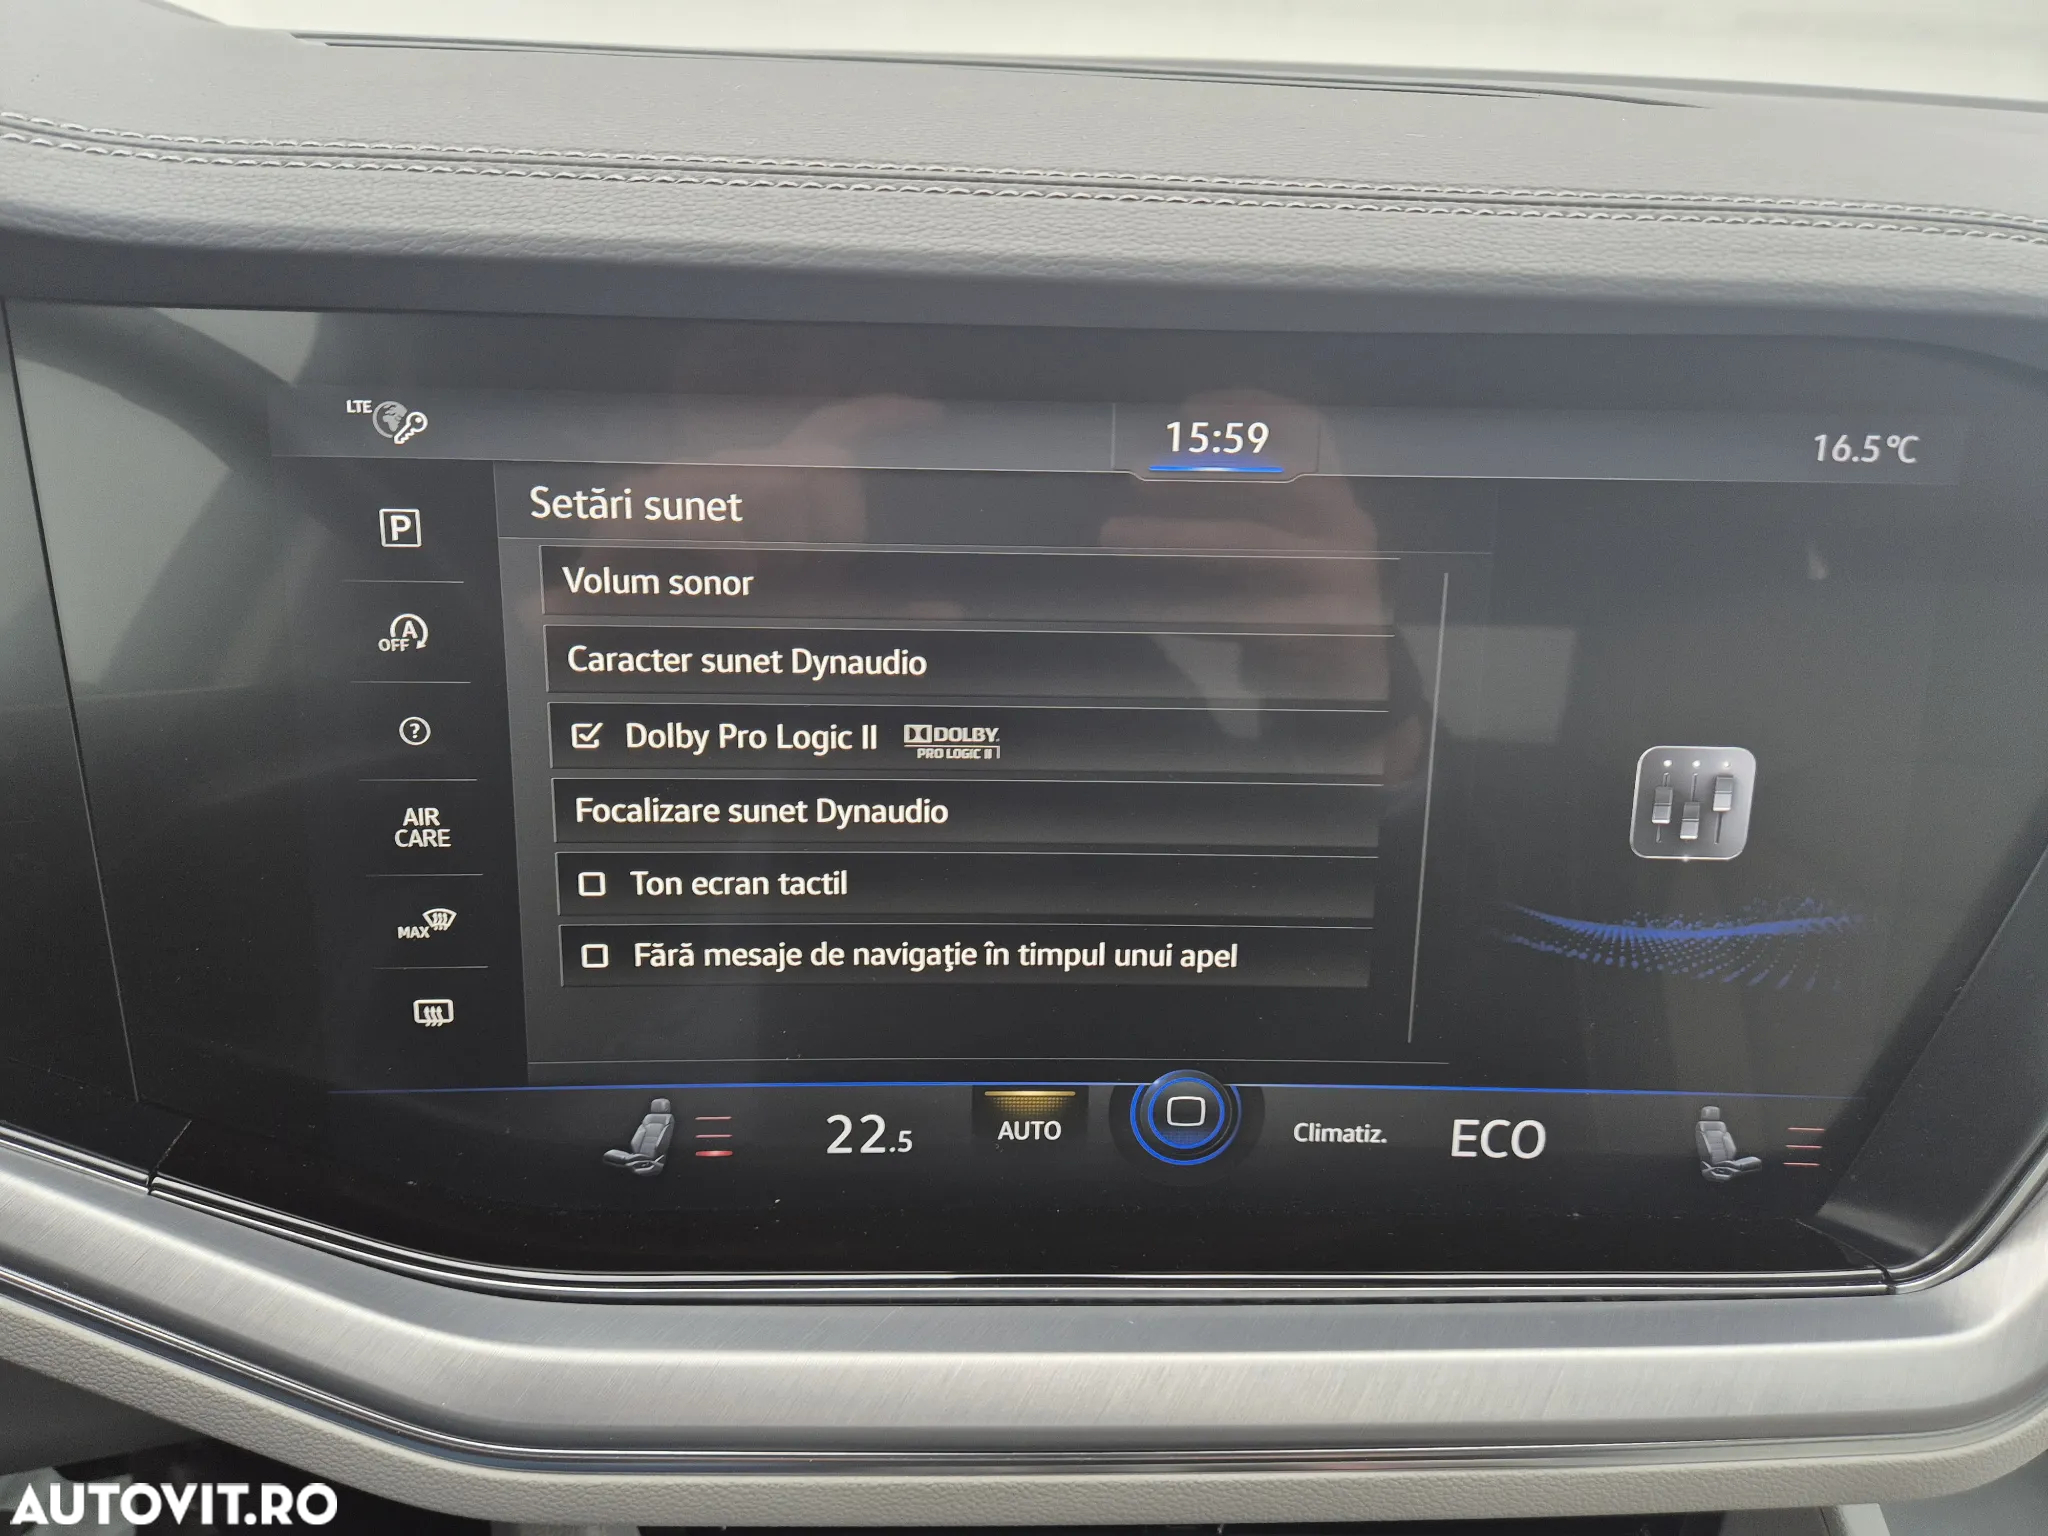 LTE
15:59
16.5°C
P
A
OFF
?
AIR
CARE
MAX
Setări sunet
Volum sonor
Caracter sunet Dynaudio
Dolby Pro Logic II DOLBY
PRO LOGIC II
Focalizare sunet Dynaudio
Ton ecran tactil
Fără mesaje de navigaţie în timpul unui apel
22.5
AUTO
Climatiz.
ECO
AUTOVIT.RO